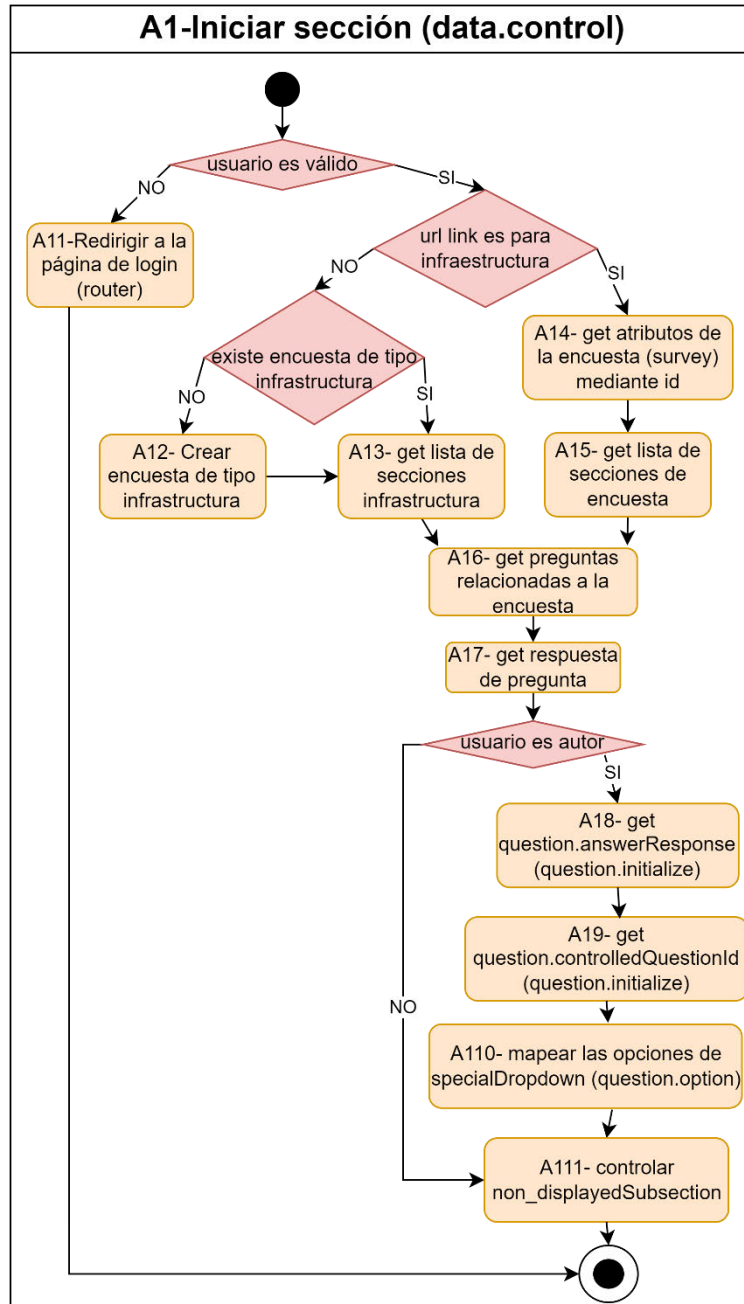 A1-Iniciar sección (data.control)
usuario es válido
NO
SI
A11-Redirigir a la
página de login
(router)
url link es para
infraestructura
NO
SI
existe encuesta de tipo
infrastructura
A14- get atributos de
la encuesta (survey)
mediante id
NO
SI
A12- Crear
encuesta de tipo
infrastructura
A13- get lista de
secciones
infrastructura
A15- get lista de
secciones de
encuesta
A16- get preguntas
relacionadas a la
encuesta
A17- get respuesta
de pregunta
usuario es autor
SI
A18- get
question.answerResponse
(question.initialize)
A19- get
question.controlledQuestionId
(question.initialize)
NO
A110- mapear las opciones de
specialDropdown (question.option)
A111- controlar
non_displayedSubsection